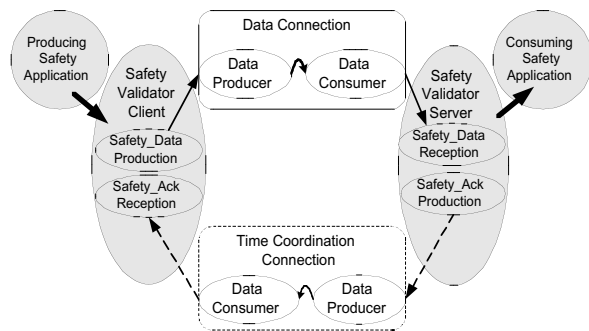 Data Connection
Producing
Safety
Application
Safety
Validator
Client
Data
Producer
Data
Consumer
Safety
Validator
Server
Consuming
Safety
Application
Safety_Data
Production
Safety_Ack
Reception
Safety_Data
Reception
Safety_Ack
Production
Time Coordination
Connection
Data
Consumer
Data
Producer